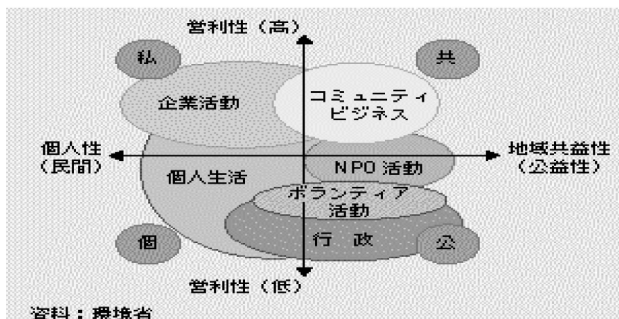 営利性（高）
私
共
企業活動
コミュニティ
ビジネス
個人性
（民間）
地域共益性
（公益性）
NPO 活動
個人生活
ボランティア
活動
行 政
個
公
営利性（低）
資料：環境省